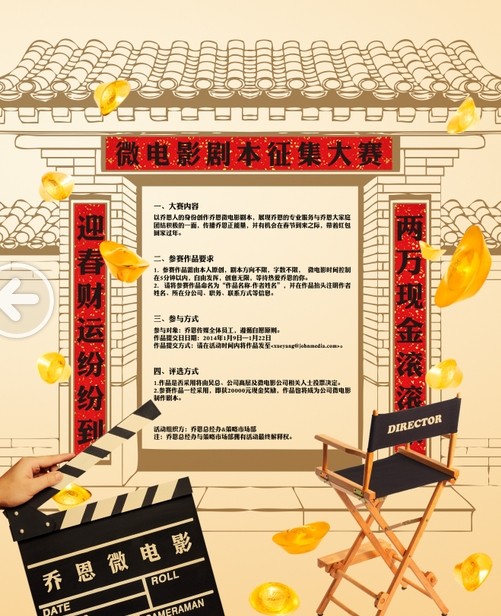 微电影剧本征集大赛
迎春财运纷纷到
两万现金滚滚
一、大赛内容
以乔恩人的身份创作乔恩微电影剧本，展现乔恩的专业服务与乔恩大家庭
团结积极的一面，传播乔恩正能量，并有机会在春节到来之际，带着红包
回家过年。
二、参赛作品要求
1. 参赛作品需由本人原创，剧本方向不限，字数不限， 微电影时间控制
在5分钟以内，自由发挥，创意无限，等待热爱乔恩的你。
2. 请将参赛作品命名为“作品名称-作者姓名”，并在作品抬头注明作者
姓名、所在分公司、职务、联系方式等信息。
三、参与方式
参与对象：乔恩传媒全体员工，遵循自愿原则。
作品提交日日期：2014年1月9日一1月22日
作品提交方式：请在活动时间内将作品发至<xueyang@johnmedia.com>。
四、评选方式
1.作品是否采用将由吴总、公司高层及微电影公司相关人士投票决定。
2.参赛作品一经采用，即获20000元现金奖励，作品也将成为公司微电影
制作剧本。
活动组织方：乔恩总经办&策略市场部
注：乔恩总经办与策略市场部拥有活动最终解释权。
DIRECTOR
乔恩微电影
DATE
ROLL
CAMERAMAN